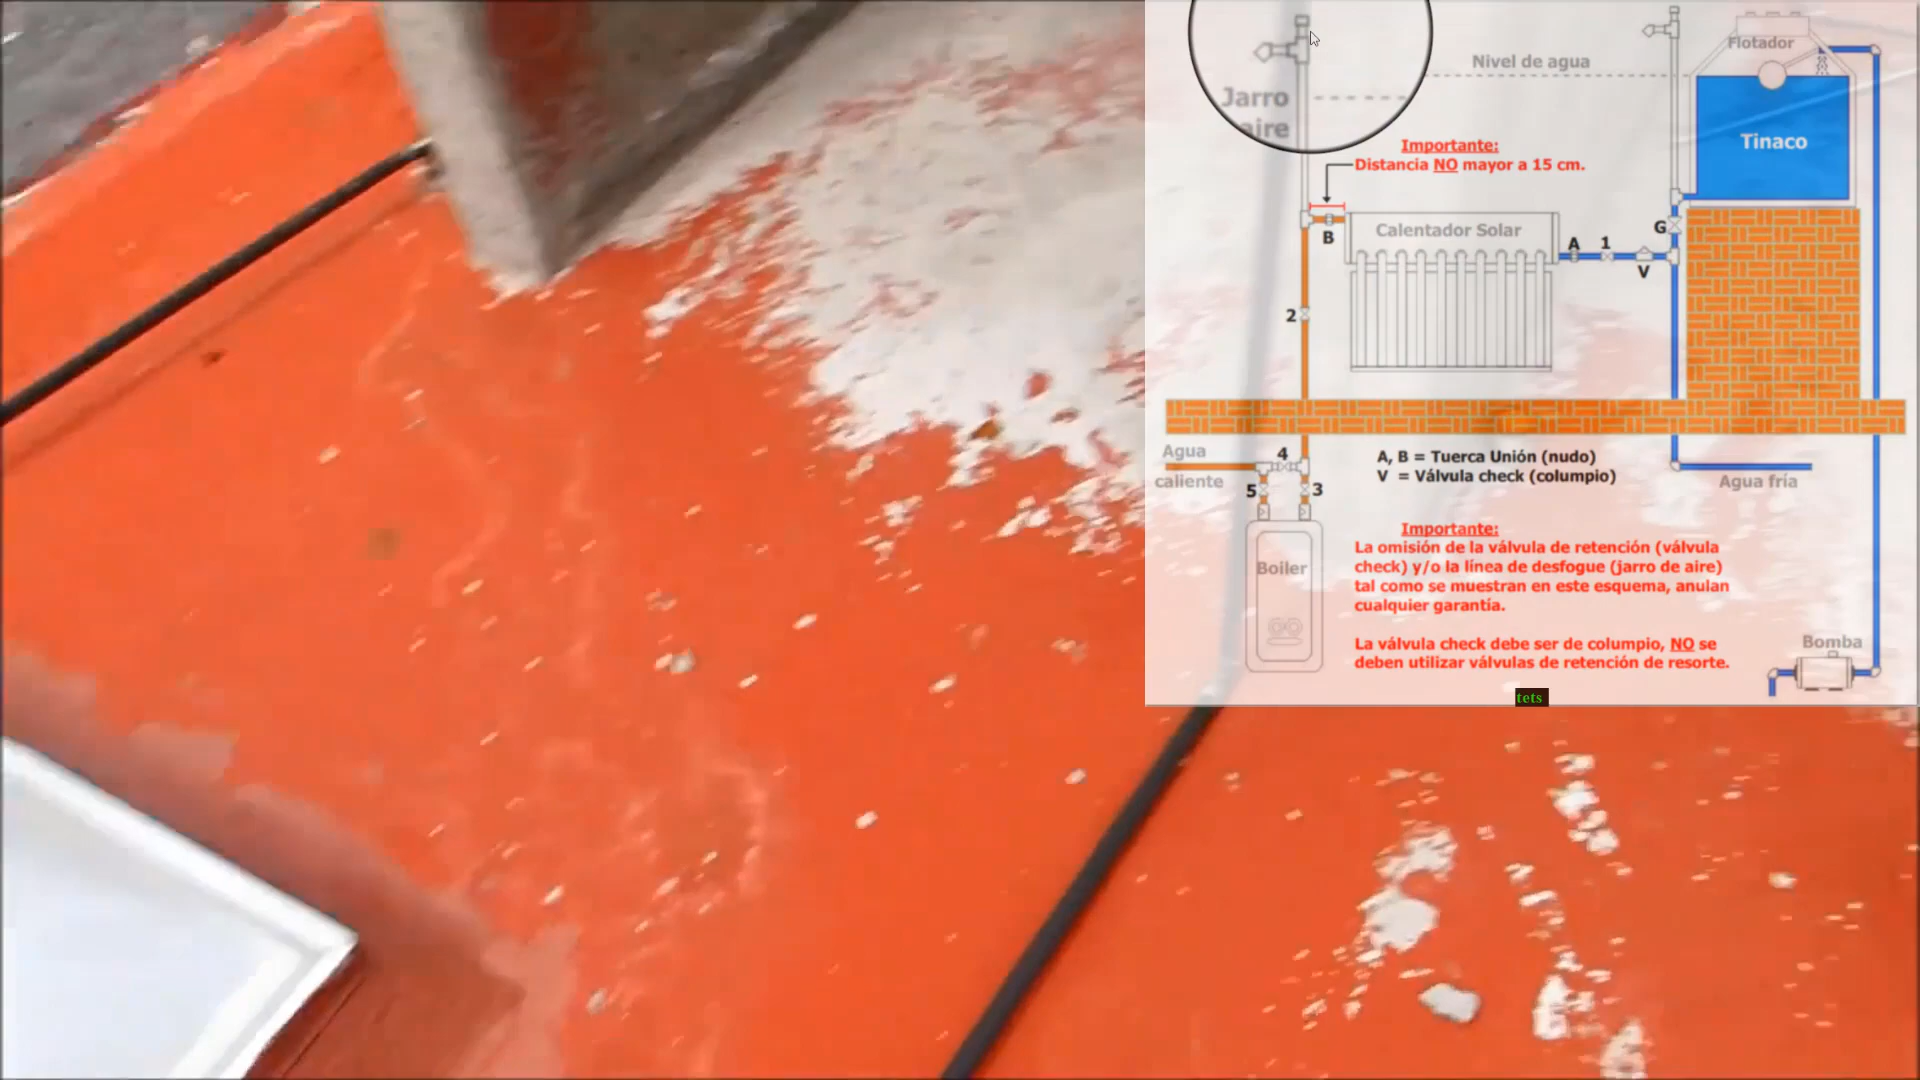 Flotador
Nivel de agua
Jarro
aire
Importante:
Distancia NO mayor a 15 cm.
Tinaco
G
B
Calentador Solar
A
1
V
2
Agua
caliente
4
5
3
A, B = Tuerca Unión (nudo)
V = Válvula check (columpio)
Agua fría
Importante:
La omisión de la válvula de retención (válvula
check) y/o la línea de desfogue (jarro de aire)
tal como se muestran en este esquema, anulan
cualquier garantía.
Boiler
La válvula check debe ser de columpio, NO se
deben utilizar válvulas de retención de resorte.
Bomba
tets